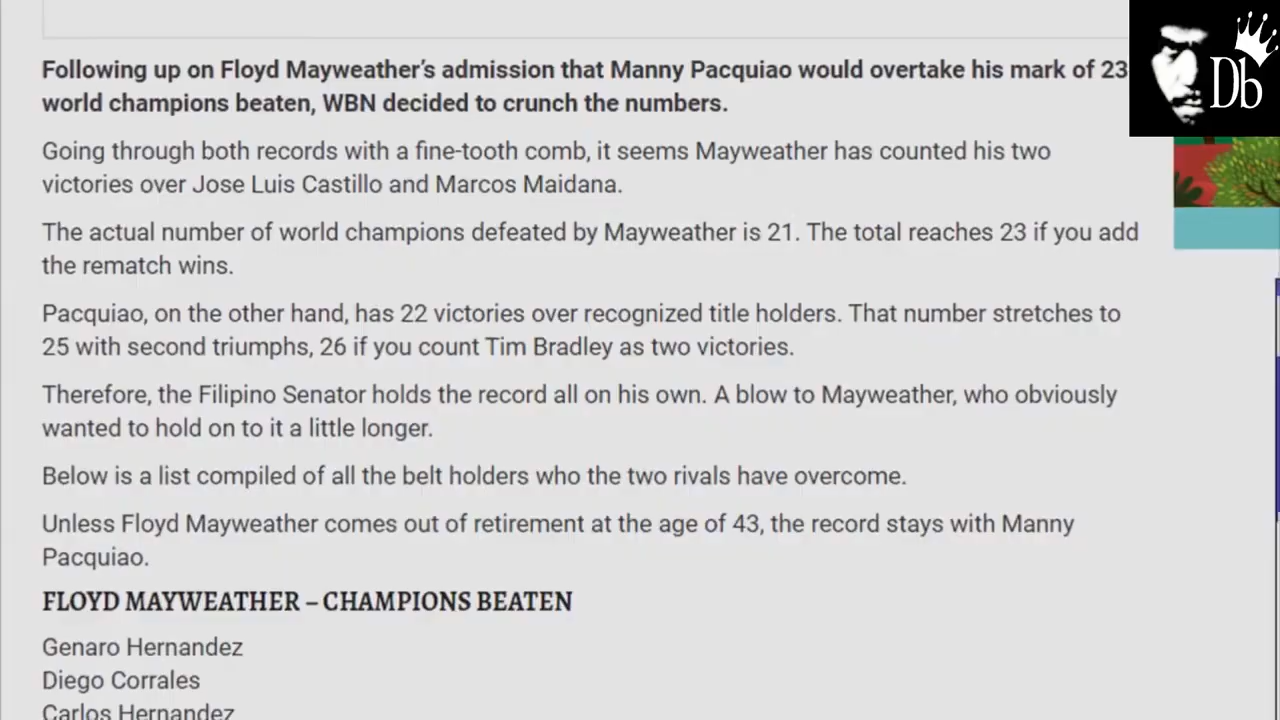 Following up on Floyd Mayweather’s admission that Manny Pacquiao would overtake his mark of 23
world champions beaten, WBN decided to crunch the numbers.
Going through both records with a fine-tooth comb, it seems Mayweather has counted his two
victories over Jose Luis Castillo and Marcos Maidana.
The actual number of world champions defeated by Mayweather is 21. The total reaches 23 if you add
the rematch wins.
Pacquiao, on the other hand, has 22 victories over recognized title holders. That number stretches to
25 with second triumphs, 26 if you count Tim Bradley as two victories.
Therefore, the Filipino Senator holds the record all on his own. A blow to Mayweather, who obviously
wanted to hold on to it a little longer.
Below is a list compiled of all the belt holders who the two rivals have overcome.
Unless Floyd Mayweather comes out of retirement at the age of 43, the record stays with Manny
Pacquiao.
FLOYD MAYWEATHER – CHAMPIONS BEATEN
Genaro Hernandez
Diego Corrales
Carlos Hernandez
Db